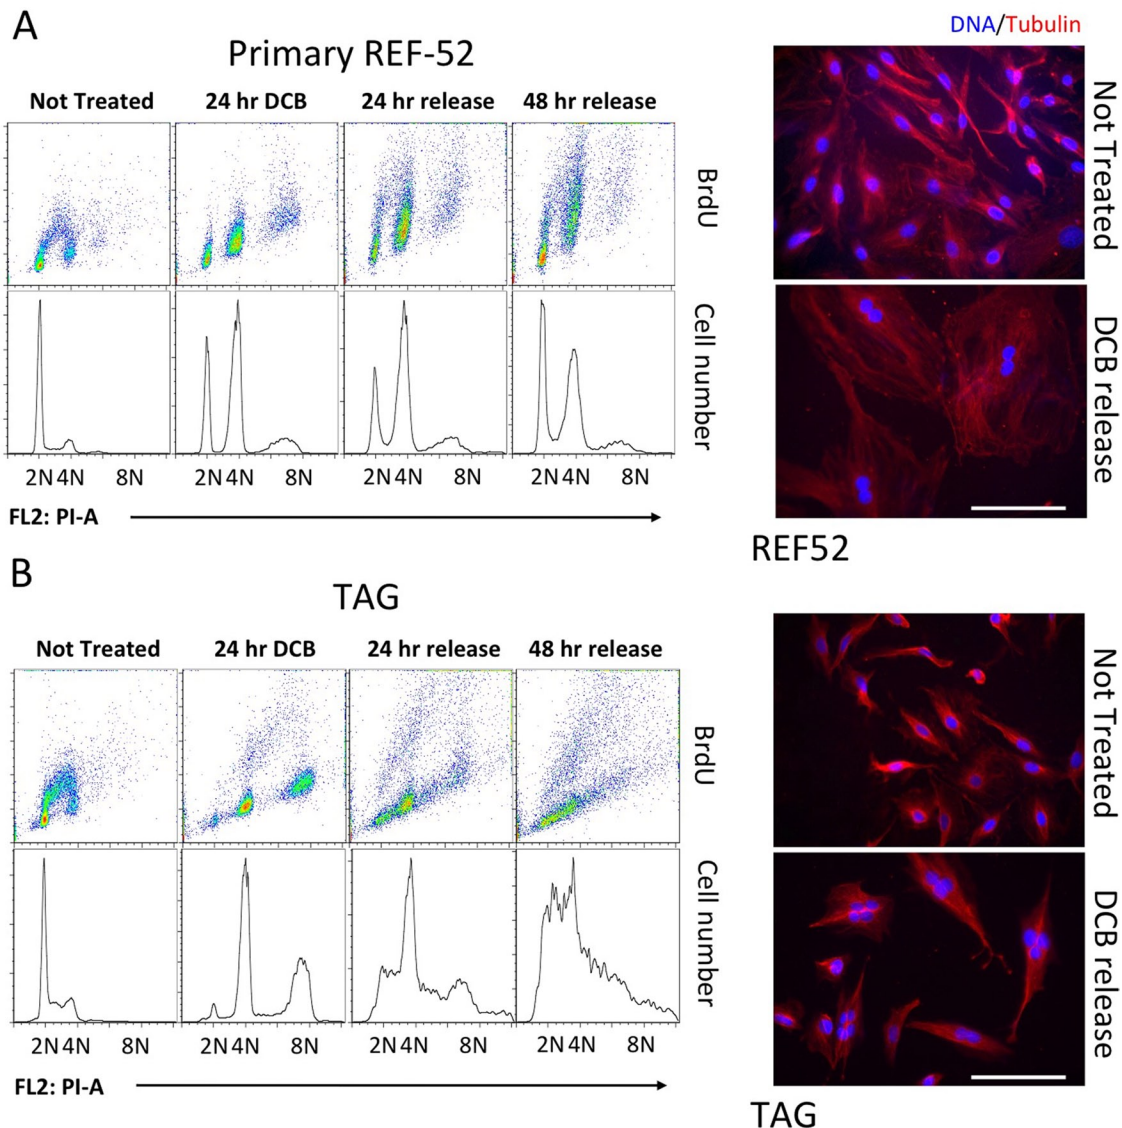 A
Primary REF-52
DNA/Tubulin
Not Treated
24 hr DCB
24 hr release
48 hr release
BrdU
Cell number
2N 4N 8N
2N 4N 8N
2N 4N 8N
2N 4N 8N
FL2: PI-A
Not Treated
DCB release
REF52
B
TAG
Not Treated
24 hr DCB
24 hr release
48 hr release
BrdU
Cell number
2N 4N 8N
2N 4N 8N
2N 4N 8N
2N 4N 8N
FL2: PI-A
Not Treated
DCB release
TAG